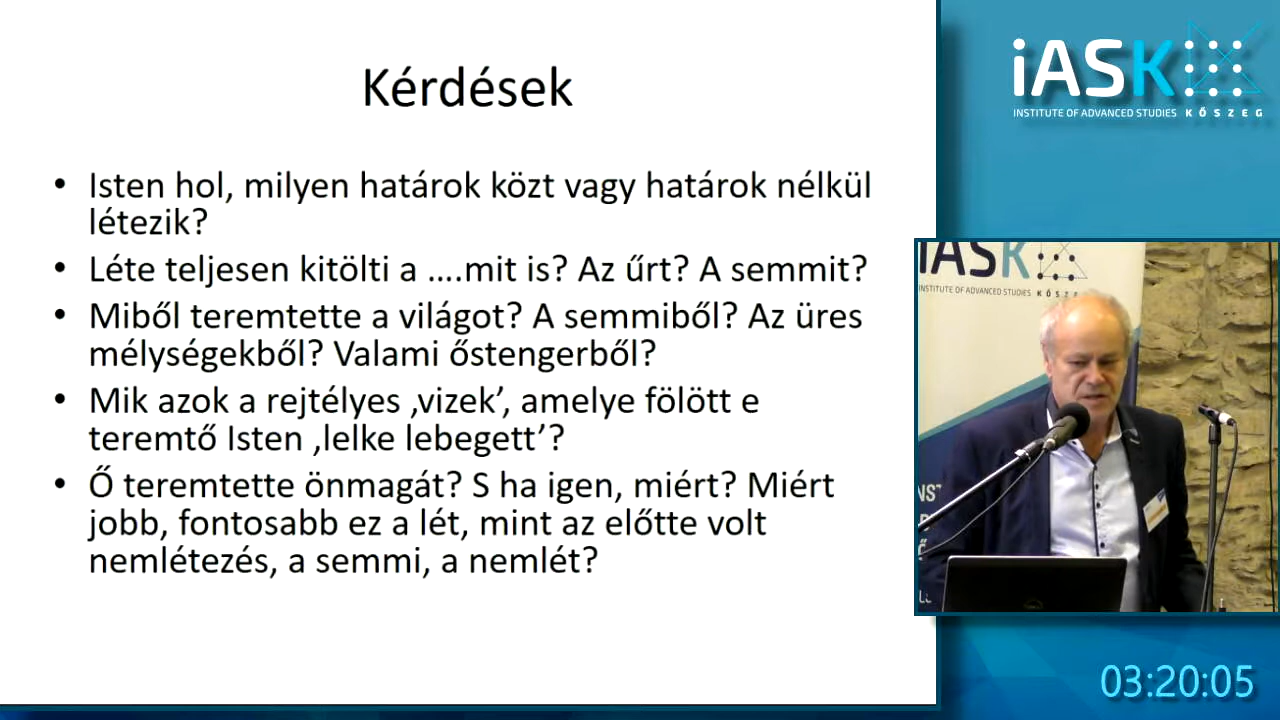 Kérdések
• Isten hol, milyen határok közt vagy határok nélkül
létezik?
• Léte teljesen kitölti a ….mit is? Az űrt? A semmit?
• Miből teremtette a világot? A semmiből? Az üres
mélységekből? Valami őstengerből?
• Mik azok a rejtélyes ‚vizek’, amelye fölött e
teremtő Isten ‚lelke lebegett’?
• Ő teremtette önmagát? S ha igen, miért? Miért
jobb, fontosabb ez a lét, mint az előtte volt
nemlétezés, a semmi, a nemlét?
iASK
INSTITUTE OF ADVANCED STUDIES KŐSZEG
iASK
INSTITUTE OF ADVANCED STUDIES KŐSZE
03:20:05